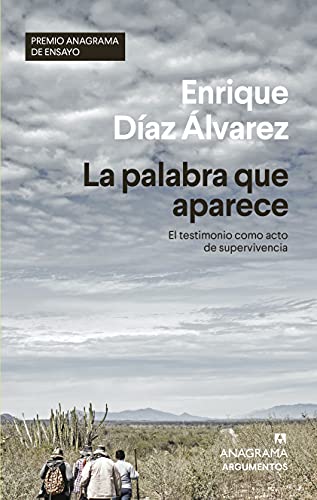 PREMIO ANAGRAMA
DE ENSAYO
Enrique
Díaz Álvarez
La palabra que
aparece
El testimonio como acto
de supervivencia
ANAGRAMA
ARGUMENTOS